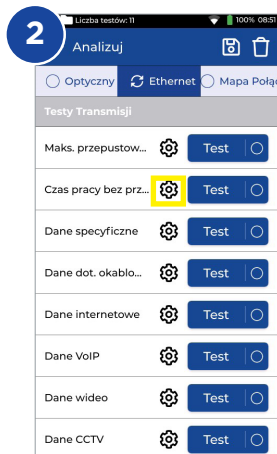 2
Liczba testów: 11 100% 08:51
Analizuj
Optyczny Ethernet Mapa Połą
Testy Transmisji
Maks. przepustow... Test
Czas pracy bez prz... Test
Dane specyficzne Test
Dane dot. okablo... Test
Dane internetowe Test
Dane VoIP Test
Dane wideo Test
Dane CCTV Test